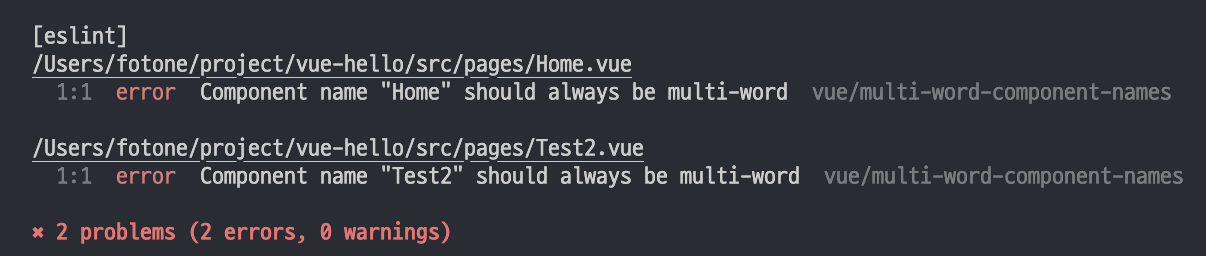 [eslint]
/Users/fotone/project/vue-hello/src/pages/Home.vue
1:1 error Component name "Home" should always be multi-word vue/multi-word-component-names
/Users/fotone/project/vue-hello/src/pages/Test2.vue
1:1 error Component name "Test2" should always be multi-word vue/multi-word-component-names
✖ 2 problems (2 errors, 0 warnings)